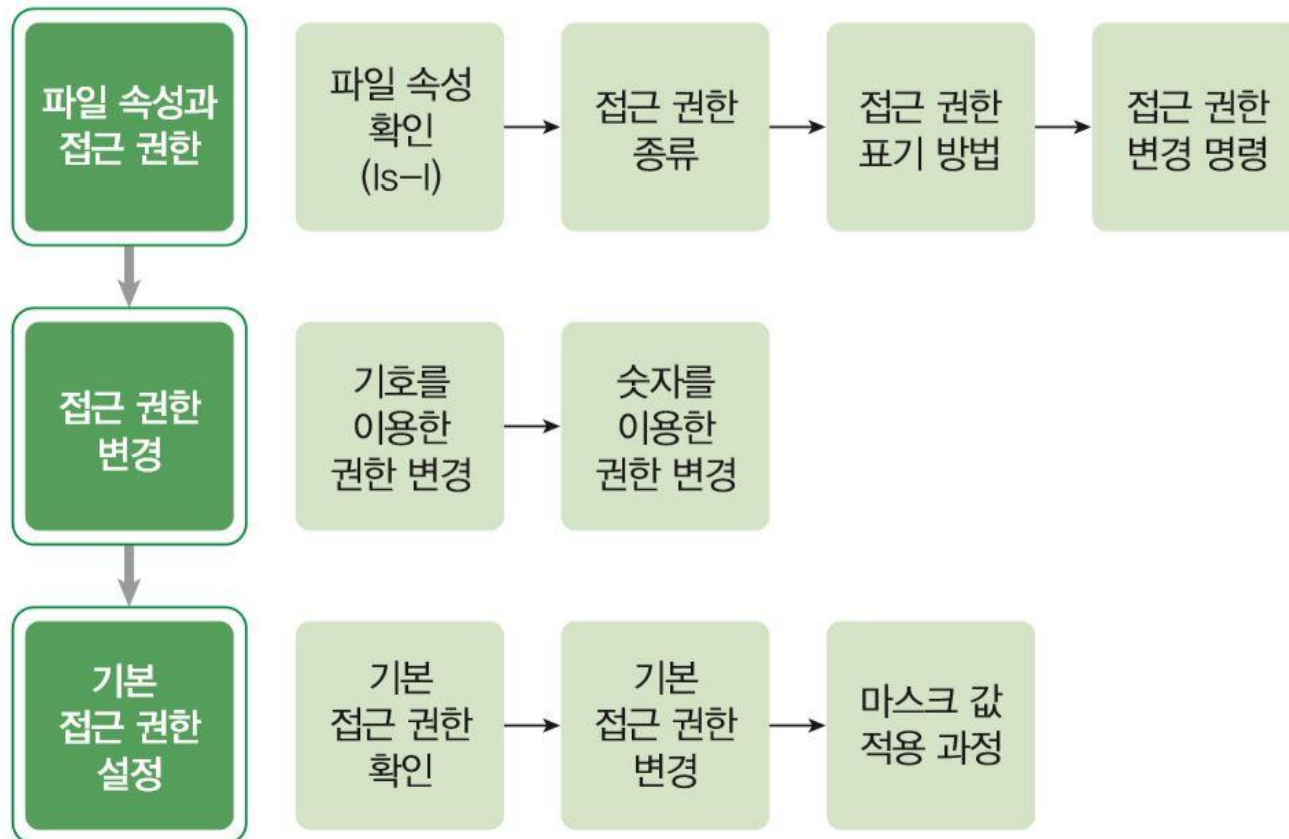 파일 속성과
접근 권한
파일 속성
확인
(ls-l)
접근 권한
종류
접근 권한
표기 방법
접근 권한
변경 명령
접근 권한
변경
기호를
이용한
권한 변경
숫자를
이용한
권한 변경
기본
접근 권한
설정
기본
접근 권한
확인
기본
접근 권한
변경
마스크 값
적용 과정